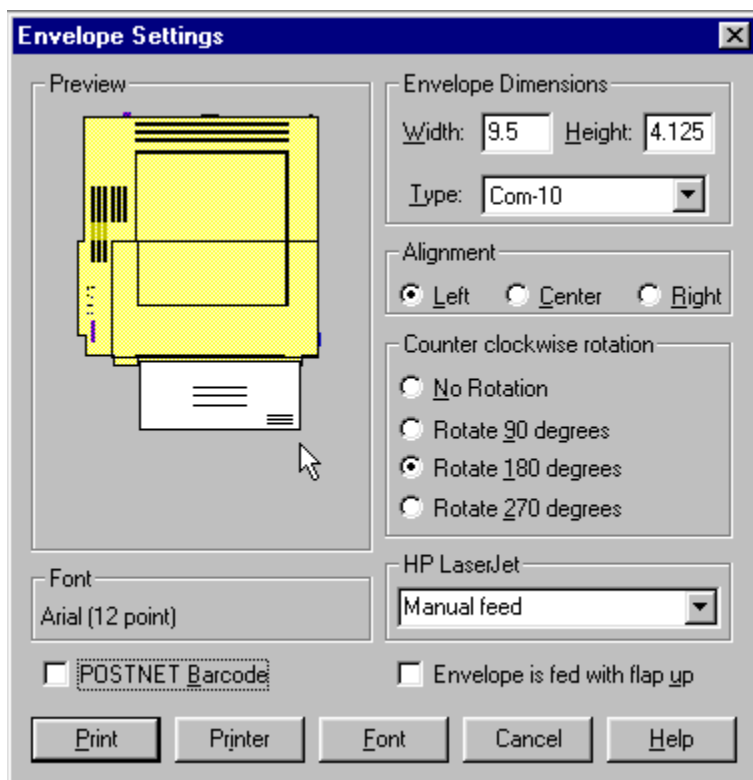 Envelope Settings
Preview
Envelope Dimensions
Width: 9.5 Height: 4.125
Type: Com-10
Alignment
Left Center Right
Counter clockwise rotation
No Rotation
Rotate 90 degrees
Rotate 180 degrees
Rotate 270 degrees
Font
Arial (12 point)
HP LaserJet
Manual feed
POSTNET Barcode
Envelope is fed with flap up
Print Printer Font Cancel Help